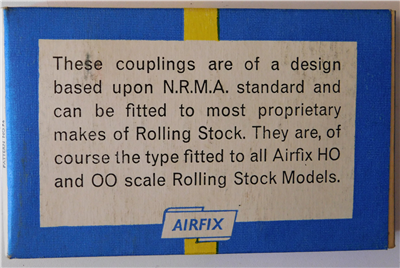 These couplings are of a design
based upon N.R.M.A. standard and
can be fitted to most proprietary
makes of Rolling Stock. They are, of
course the type fitted to all Airfix HO
and OO scale Rolling Stock Models.
AIRFIX